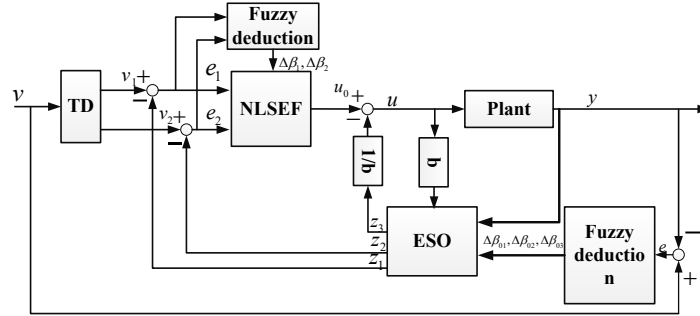 Fuzzy
deduction
Δβ₁,Δβ₂
v
TD
v₁+
−
e₁
v₂+
−
e₂
NLSEF
u₀
+
−
u
Plant
y
1/b
b
z₃
z₂
z₁
ESO
Δβ₀₁,Δβ₀₂,Δβ₀₃
Fuzzy
deductio
n
e
−
+